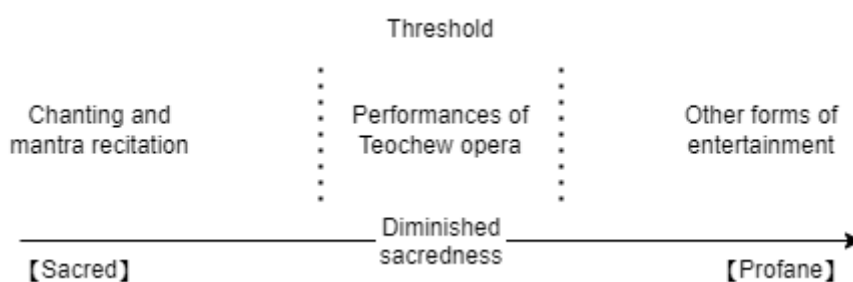 Threshold
Chanting and
mantra recitation
Performances of
Teochew opera
Other forms of
entertainment
Diminished
sacredness
【Sacred】
【Profane】